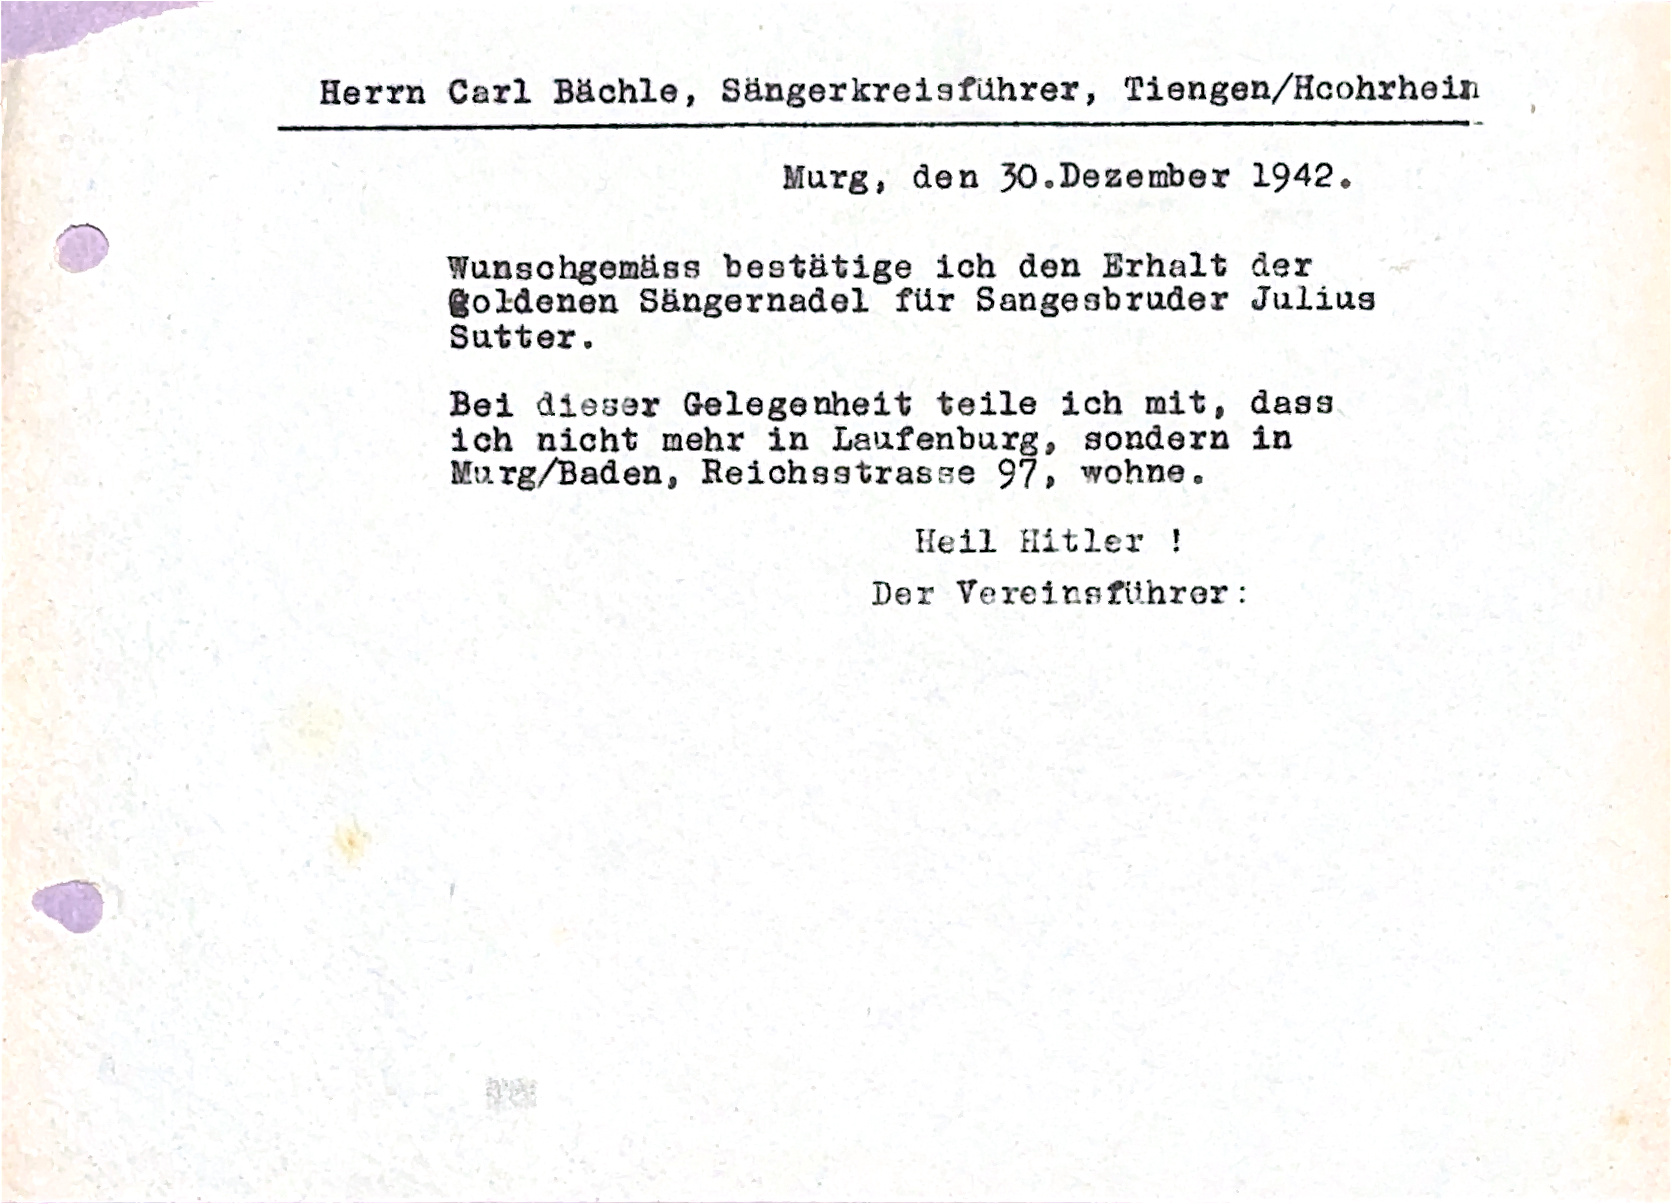 Herrn Carl Bächle, Sängerkreisführer, Tiengen/Hcohrhein
Murg, den 30.Dezember 1942.
Wunschgemäss bestätige ich den Erhalt der
goldenen Sängernadel für Sangesbruder Julius
Sutter.
Bei dieser Gelegenheit teile ich mit, dass
ich nicht mehr in Laufenburg, sondern in
Murg/Baden, Reichsstrasse 97, wohne.
Heil Hitler !
Der Vereinsführer: